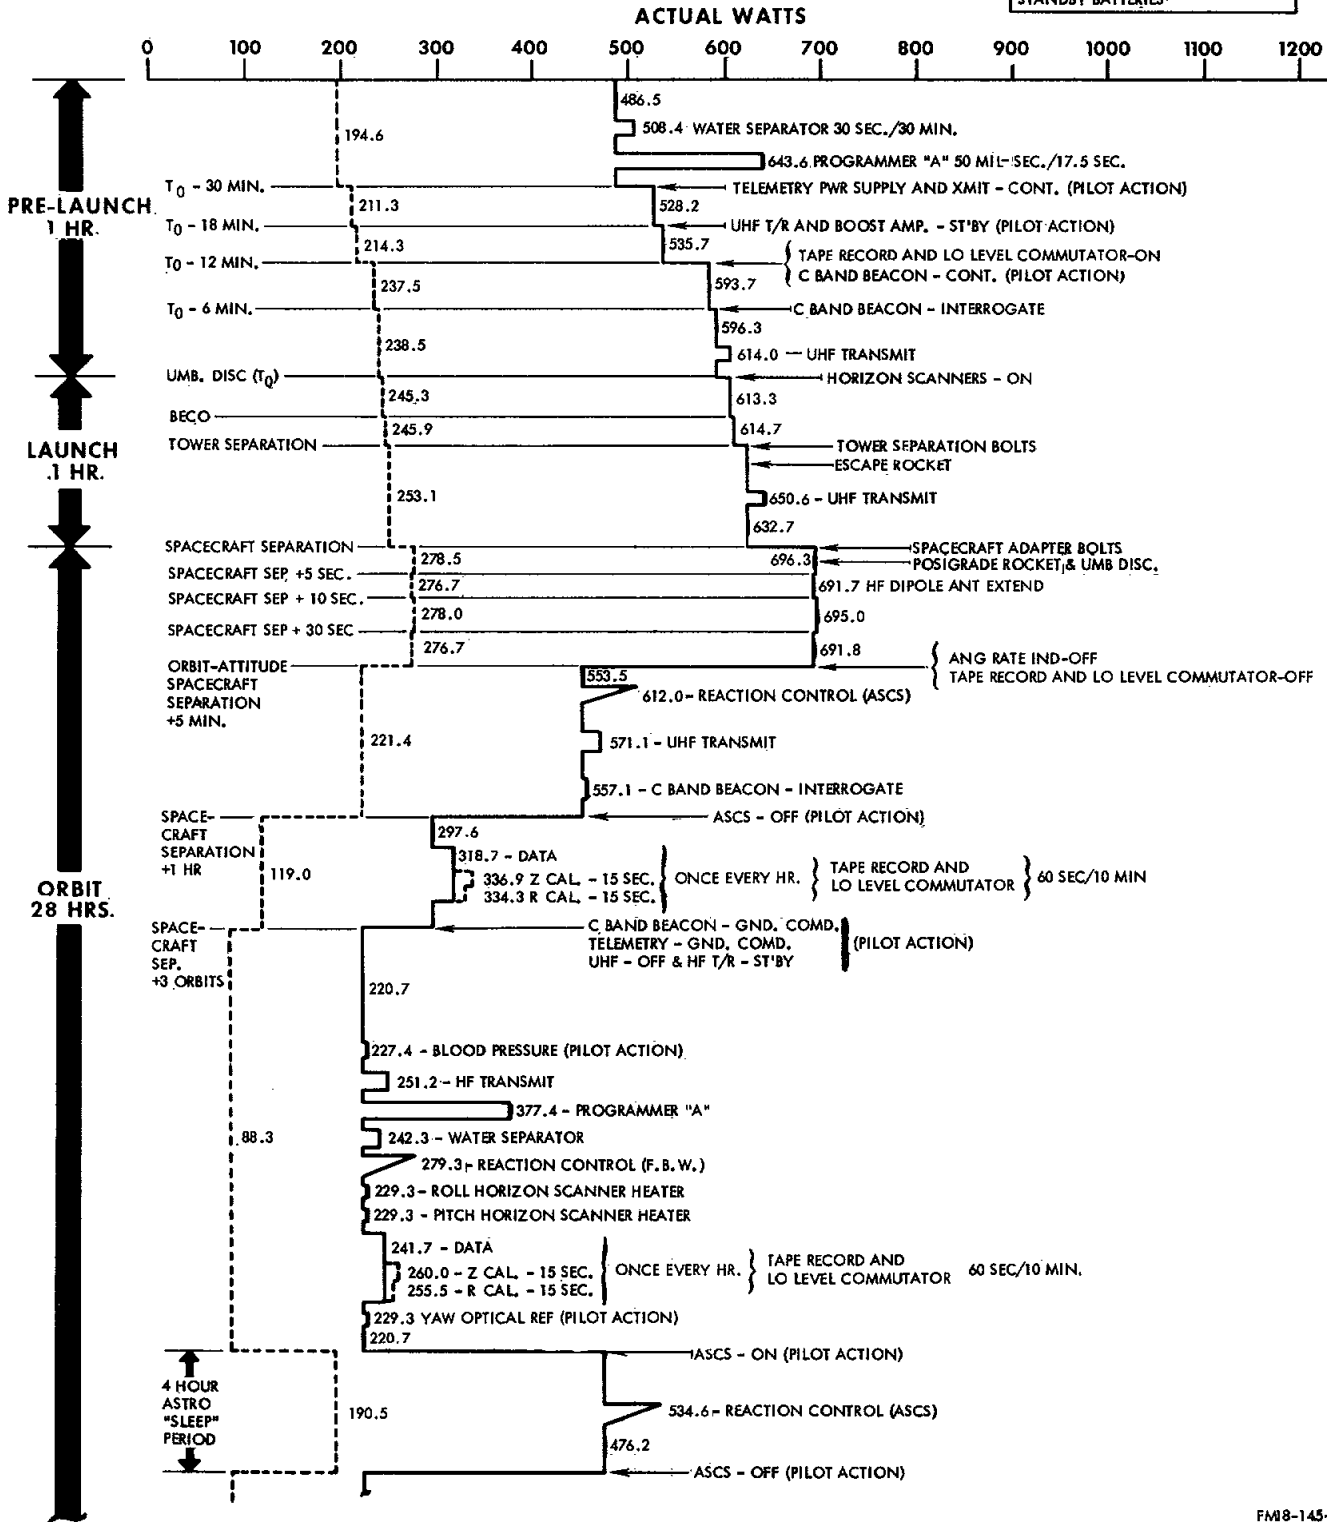 STANDBY BATTERIES
ACTUAL WATTS
0 100 200 300 400 500 600 700 800 900 1000 1100 1200
486.5
194.6
508.4 WATER SEPARATOR 30 SEC./30 MIN.
643.6 PROGRAMMER "A" 50 MIL-SEC./17.5 SEC.
T0 - 30 MIN.
TELEMETRY PWR SUPPLY AND XMIT - CONT. (PILOT ACTION)
PRE-LAUNCH
1 HR.
211.3
528.2
T0 - 18 MIN.
UHF T/R AND BOOST AMP. - ST'BY (PILOT ACTION)
214.3
535.7
T0 - 12 MIN.
TAPE RECORD AND LO LEVEL COMMUTATOR-ON
C BAND BEACON - CONT. (PILOT ACTION)
237.5
593.7
T0 - 6 MIN.
C BAND BEACON - INTERROGATE
596.3
238.5
614.0 - UHF TRANSMIT
UMB. DISC (T0)
HORIZON SCANNERS - ON
245.3
613.3
BECO
245.9
614.7
TOWER SEPARATION
TOWER SEPARATION BOLTS
LAUNCH
.1 HR.
ESCAPE ROCKET
253.1
650.6 - UHF TRANSMIT
632.7
SPACECRAFT SEPARATION
SPACECRAFT ADAPTER BOLTS
278.5
696.3
POSIGRADE ROCKET & UMB DISC.
SPACECRAFT SEP +5 SEC.
276.7
691.7 HF DIPOLE ANT EXTEND
SPACECRAFT SEP + 10 SEC.
278.0
695.0
SPACECRAFT SEP + 30 SEC
276.7
691.8
ORBIT-ATTITUDE
SPACECRAFT
SEPARATION
+5 MIN.
ANG RATE IND-OFF
TAPE RECORD AND LO LEVEL COMMUTATOR-OFF
553.5
612.0 - REACTION CONTROL (ASCS)
221.4
571.1 - UHF TRANSMIT
557.1 - C BAND BEACON - INTERROGATE
SPACE-
CRAFT
SEPARATION
+1 HR
ASCS - OFF (PILOT ACTION)
297.6
119.0
318.7 - DATA
336.9 Z CAL. - 15 SEC.
334.3 R CAL. - 15 SEC.
ONCE EVERY HR.
TAPE RECORD AND
LO LEVEL COMMUTATOR
60 SEC/10 MIN
ORBIT
28 HRS.
SPACE-
CRAFT
SEP.
+3 ORBITS
C BAND BEACON - GND. COMD.
TELEMETRY - GND. COMD.
UHF - OFF & HF T/R - ST'BY
(PILOT ACTION)
220.7
227.4 - BLOOD PRESSURE (PILOT ACTION)
251.2 - HF TRANSMIT
377.4 - PROGRAMMER "A"
88.3
242.3 - WATER SEPARATOR
279.3 - REACTION CONTROL (F.B.W.)
229.3 - ROLL HORIZON SCANNER HEATER
229.3 - PITCH HORIZON SCANNER HEATER
241.7 - DATA
260.0 - Z CAL. - 15 SEC.
255.5 - R CAL. - 15 SEC.
ONCE EVERY HR.
TAPE RECORD AND
LO LEVEL COMMUTATOR
60 SEC/10 MIN.
229.3 YAW OPTICAL REF (PILOT ACTION)
220.7
ASCS - ON (PILOT ACTION)
4 HOUR
ASTRO
"SLEEP"
PERIOD
190.5
534.6 - REACTION CONTROL (ASCS)
476.2
ASCS - OFF (PILOT ACTION)
FM18-145-